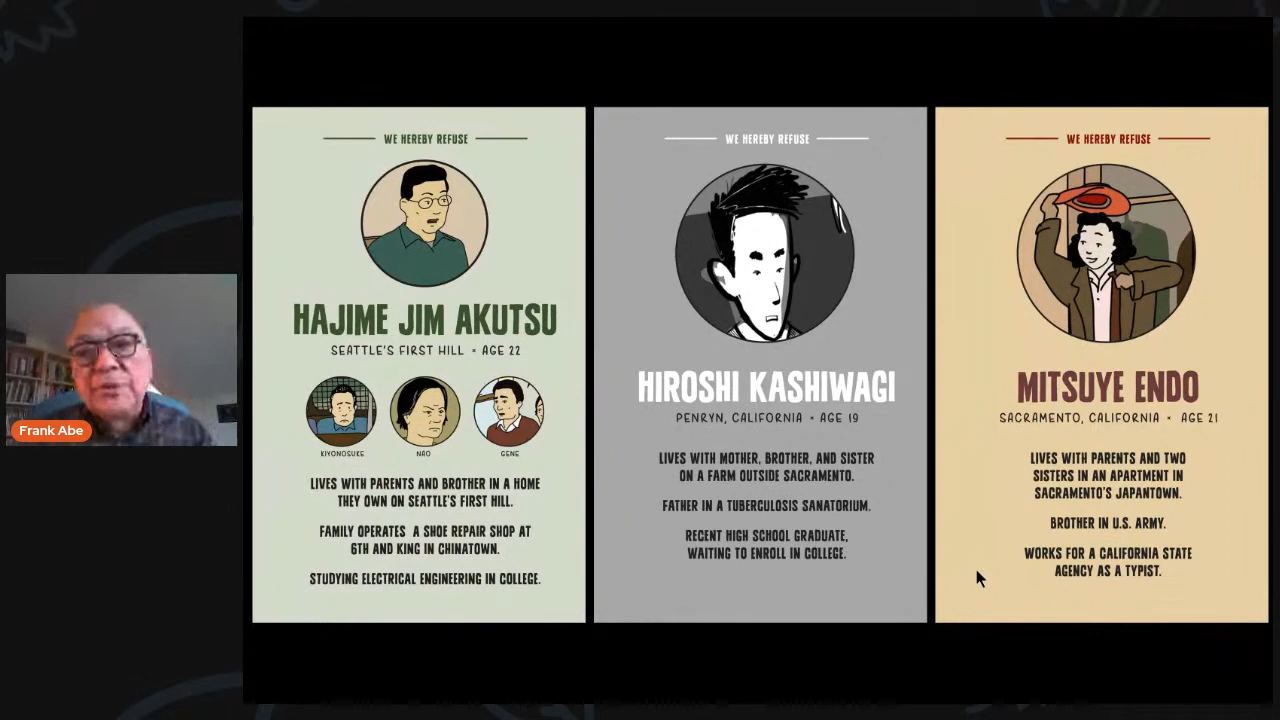 Frank Abe
WE HEREBY REFUSE
HAJIME JIM AKUTSU
SEATTLE'S FIRST HILL • AGE 22
KIYONOSUKE
NAO
GENE
LIVES WITH PARENTS AND BROTHER IN A HOME
THEY OWN ON SEATTLE'S FIRST HILL.
FAMILY OPERATES A SHOE REPAIR SHOP AT
6TH AND KING IN CHINATOWN.
STUDYING ELECTRICAL ENGINEERING IN COLLEGE.
WE HEREBY REFUSE
HIROSHI KASHIWAGI
PENRYN, CALIFORNIA • AGE 19
LIVES WITH MOTHER, BROTHER, AND SISTER
ON A FARM OUTSIDE SACRAMENTO.
FATHER IN A TUBERCULOSIS SANATORIUM.
RECENT HIGH SCHOOL GRADUATE,
WAITING TO ENROLL IN COLLEGE.
WE HEREBY REFUSE
MITSUYE ENDO
SACRAMENTO, CALIFORNIA • AGE 21
LIVES WITH PARENTS AND TWO
SISTERS IN AN APARTMENT IN
SACRAMENTO'S JAPANTOWN.
BROTHER IN U.S. ARMY.
WORKS FOR A CALIFORNIA STATE
AGENCY AS A TYPIST.